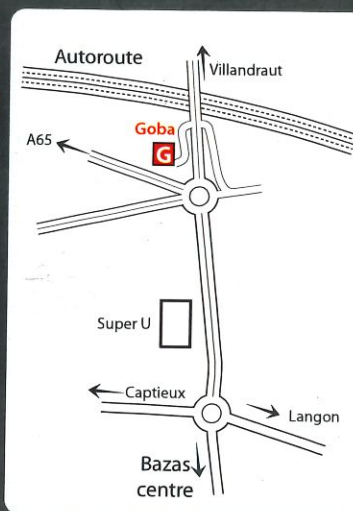 Autoroute
Villandraut
Goba
A65
G
Super U
Captieux
Langon
Bazas
centre